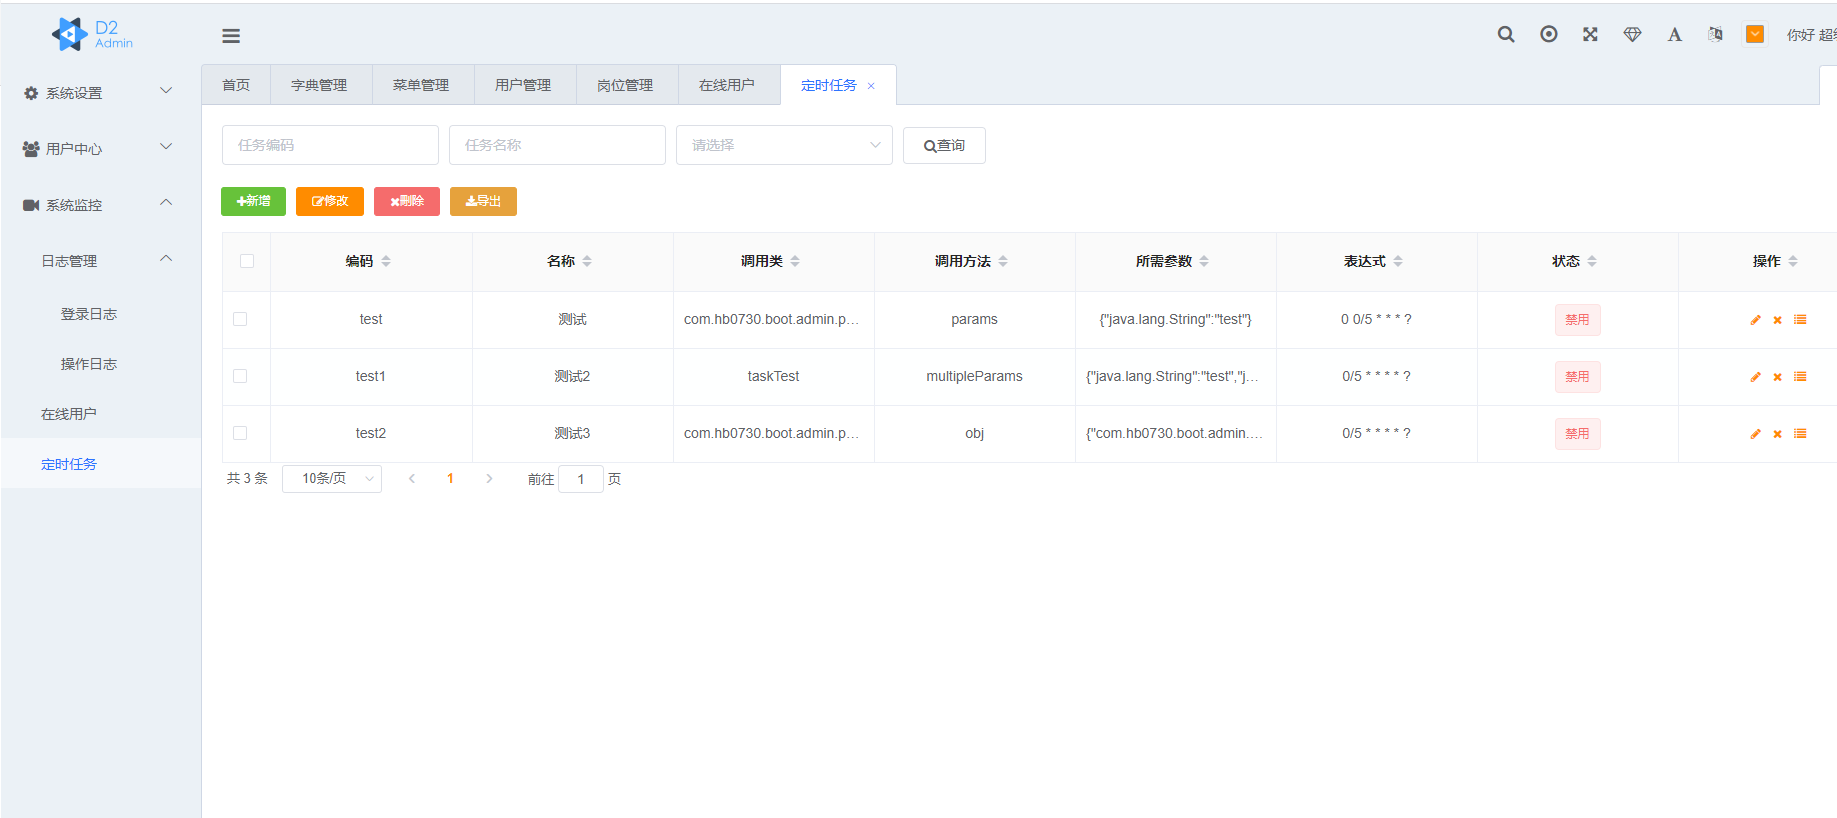 D2
Admin
你好 超
系统设置
用户中心
系统监控
日志管理
登录日志
操作日志
在线用户
定时任务
首页
字典管理
菜单管理
用户管理
岗位管理
在线用户
定时任务
任务编码
任务名称
请选择
查询
新增
修改
删除
导出
编码 名称 调用类 调用方法 所需参数 表达式 状态 操作
test 测试 com.hb0730.boot.admin.p... params {"java.lang.String":"test"} 0 0/5 * * * ? 禁用
test1 测试2 taskTest multipleParams {"java.lang.String":"test","j... 0/5 * * * * ? 禁用
test2 测试3 com.hb0730.boot.admin.p... obj {"com.hb0730.boot.admin.... 0/5 * * * * ? 禁用
共 3 条 10条/页 1 前往 1 页